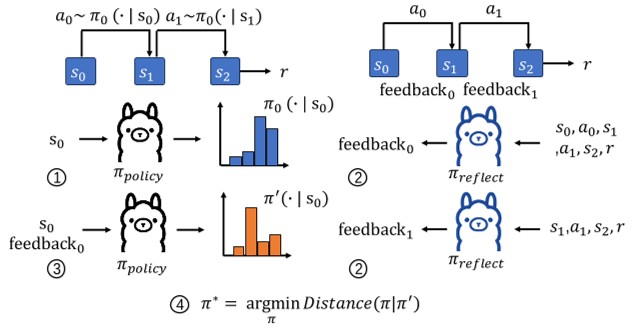 a₀~ π₀ (· | s₀) a₁~π₀(· | s₁)
s₀ s₁ s₂ r
s₀
π₀ (· | s₀)
① π_policy
s₀
feedback₀
π′(· | s₀)
③ π_policy
a₀ a₁
s₀ s₁ s₂ r
feedback₀ feedback₁
feedback₀
s₀, a₀, s₁
,a₁, s₂, r
② π_reflect
feedback₁
s₁,a₁, s₂, r
② π_reflect
④ π* = argmin Distance(π|π′)
π